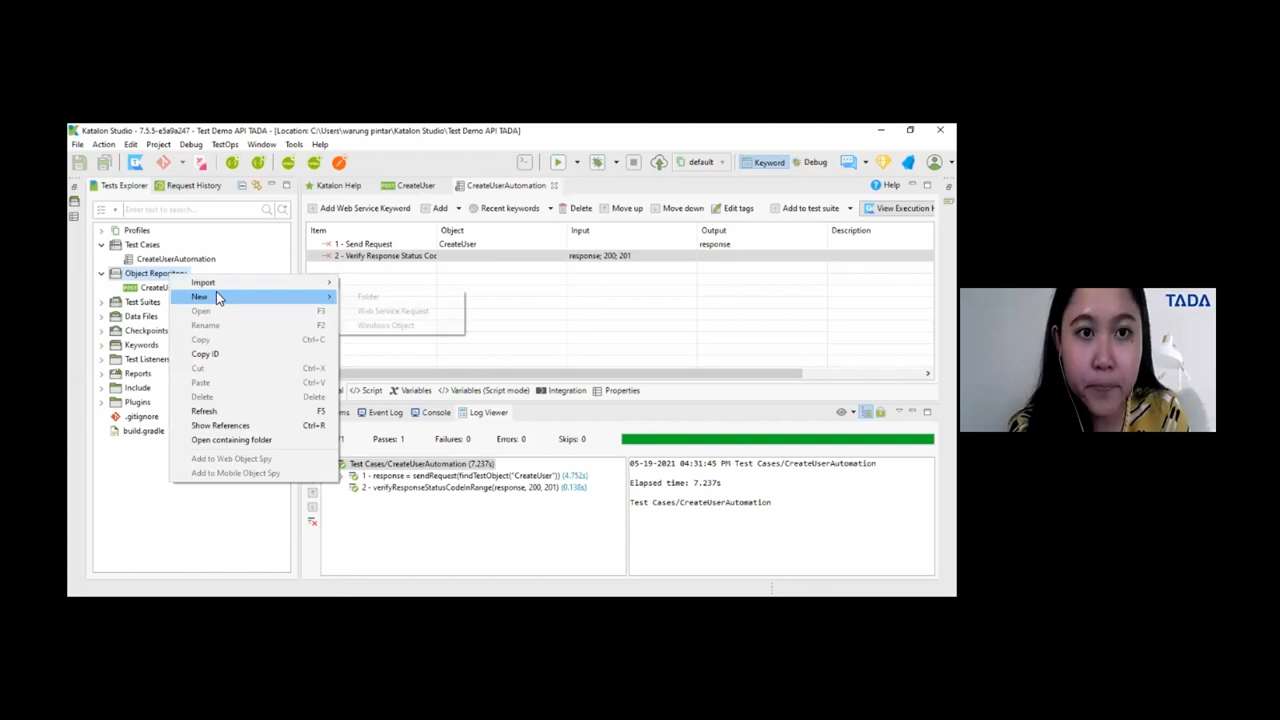 Katalon Studio - 7.5.5-e5a9a247 - Test Demo API TADA - [Location: C:\Users\warung pintar\Katalon Studio\Test Demo API TADA]
File Action Edit Project Debug TestOps Window Tools Help
default Keyword Debug
Tests Explorer Request History
Katalon Help POST CreateUser CreateUserAutomation Help
Enter text to search...
Add Web Service Keyword Add Recent keywords Delete Move up Move down Edit tags Add to test suite View Execution H
Profiles
Test Cases
CreateUserAutomation
Object Repository
POST CreateU
Test Suites
Data Files
Checkpoints
Keywords
Test Listeners
Reports
Include
Plugins
.gitignore
build.gradle
Item Object Input Output Description
1 - Send Request CreateUser response
2 - Verify Response Status Coc response; 200; 201
Import
New
Open F3
Rename F2
Copy Ctrl+C
Copy ID
Cut Ctrl+X
Paste Ctrl+V
Delete Delete
Refresh F5
Show References Ctrl+R
Open containing folder
Add to Web Object Spy
Add to Mobile Object Spy
Folder
Web Service Request
Windows Object
Script Variables Variables (Script mode) Integration Properties
Event Log Console Log Viewer
/1 Passes: 1 Failures: 0 Errors: 0 Skips: 0
Test Cases/CreateUserAutomation (7.237s)
1 - response = sendRequest(findTestObject("CreateUser")) (4.752s)
2 - verifyResponseStatusCodeInRange(response, 200, 201) (0.138s)
05-19-2021 04:31:45 PM Test Cases/CreateUserAutomation
Elapsed time: 7.237s
Test Cases/CreateUserAutomation
TADA